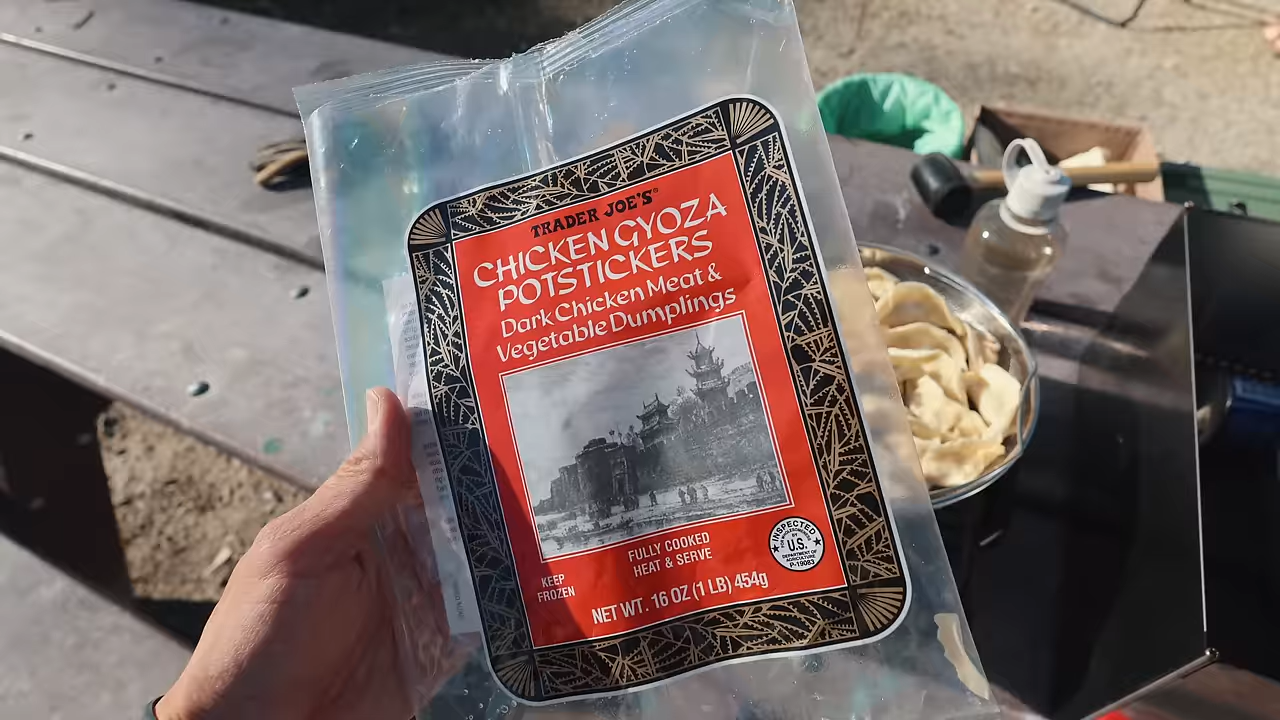 TRADER JOE'S®
CHICKEN GYOZA
POTSTICKERS
Dark Chicken Meat &
Vegetable Dumplings
FULLY COOKED
HEAT & SERVE
KEEP
FROZEN
NET WT. 16 OZ (1 LB) 454g
INSPECTED
BY
U.S.
DEPARTMENT OF
AGRICULTURE
P-19083